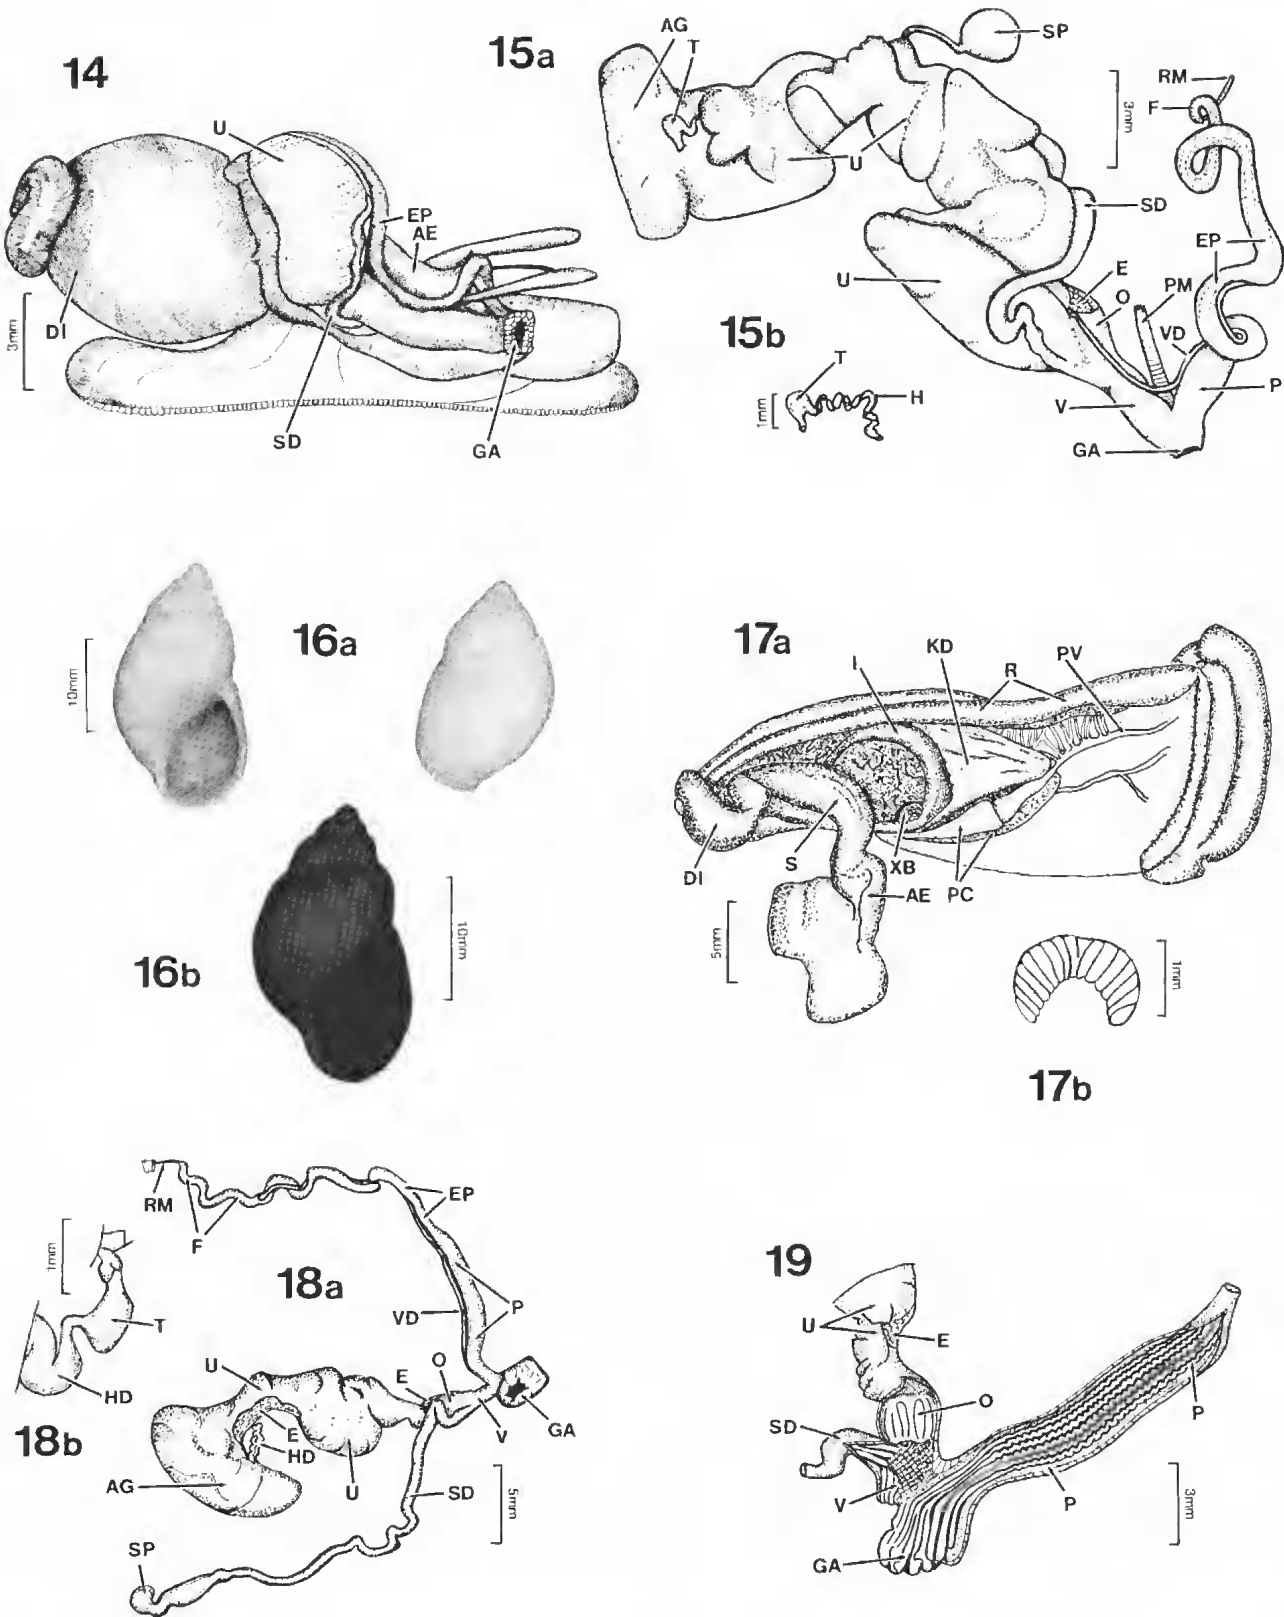 14
U
EP
AE
DI
3mm
SD
GA
15a
AG
T
SP
U
3mm
RM
F
SD
EP
U
E
O
PM
VD
P
V
GA
15b
T
H
1mm
16a
10mm
16b
10mm
17a
I
KD
R
PV
DI
S
XB
AE
PC
5mm
1mm
17b
RM
F
EP
18a
P
VD
1mm
T
HD
18b
U
E
O
E
HD
U
V
GA
AG
SD
5mm
SP
19
U
E
O
SD
V
P
P
GA
3mm